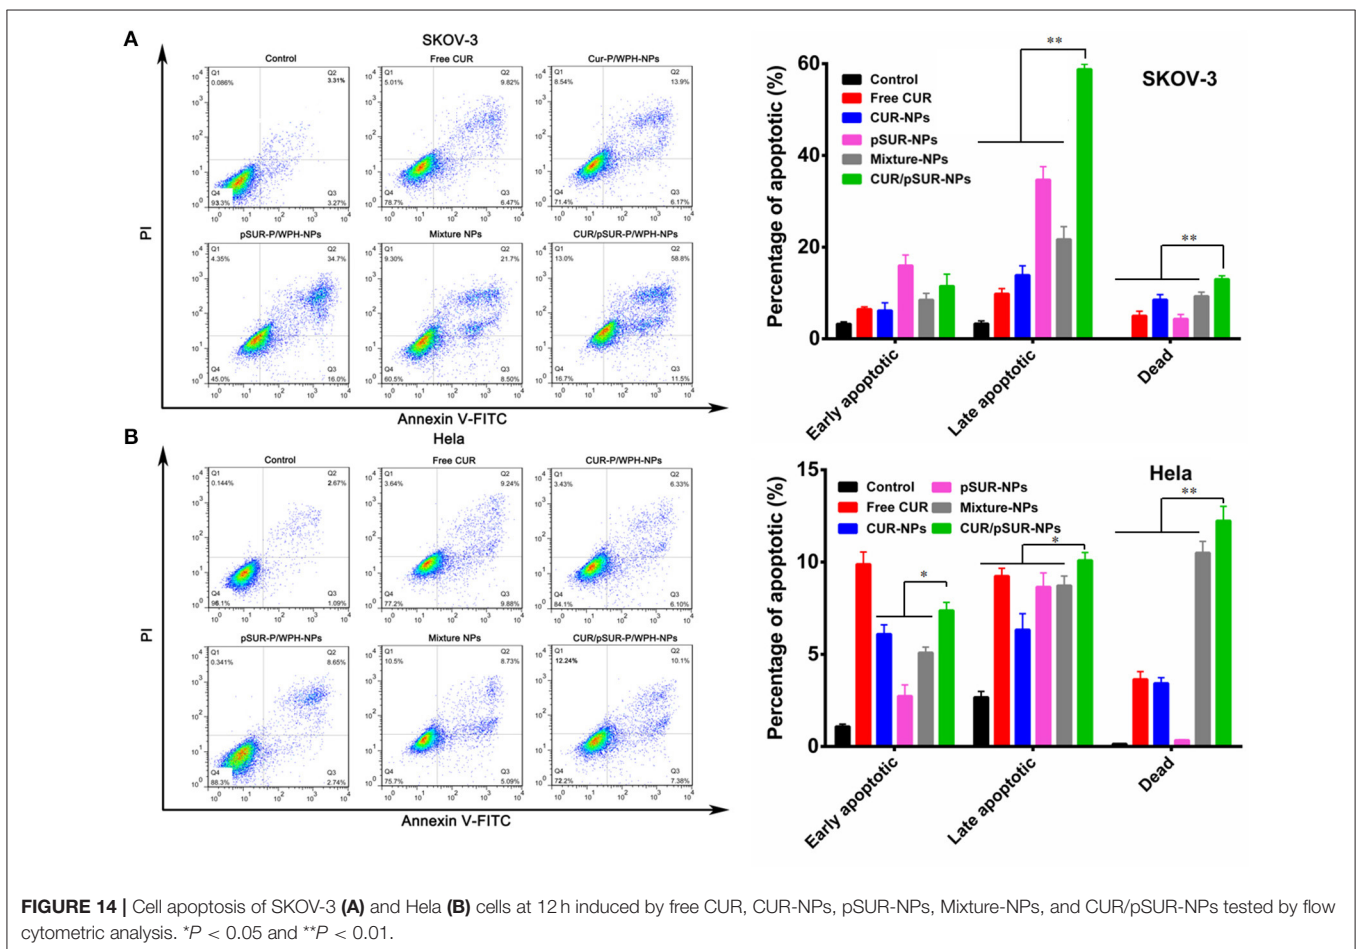 A
SKOV-3
Control
Q1
0.086%
Q2
3.31%
Q4
93.3%
Q3
3.27%
Free CUR
Q1
5.01%
Q2
9.82%
Q4
78.7%
Q3
6.47%
Cur-P/WPH-NPs
Q1
8.54%
Q2
13.9%
Q4
71.4%
Q3
6.17%
pSUR-P/WPH-NPs
Q1
4.35%
Q2
34.7%
Q4
45.0%
Q3
16.0%
Mixture NPs
Q1
9.30%
Q2
21.7%
Q4
60.5%
Q3
8.50%
CUR/pSUR-P/WPH-NPs
Q1
13.0%
Q2
58.8%
Q4
16.7%
Q3
11.5%
PI
Annexin V-FITC
Percentage of apoptotic (%)
60
40
20
0
Control
Free CUR
CUR-NPs
pSUR-NPs
Mixture-NPs
CUR/pSUR-NPs
SKOV-3
**
**
Early apoptotic
Late apoptotic
Dead
B
Hela
Control
Q1
0.144%
Q2
2.67%
Q4
96.1%
Q3
1.09%
Free CUR
Q1
3.64%
Q2
9.24%
Q4
77.2%
Q3
9.88%
CUR-P/WPH-NPs
Q1
3.43%
Q2
6.33%
Q4
84.1%
Q3
6.10%
pSUR-P/WPH-NPs
Q1
0.341%
Q2
8.65%
Q4
88.3%
Q3
2.74%
Mixture NPs
Q1
10.5%
Q2
8.73%
Q4
75.7%
Q3
5.09%
CUR/pSUR-P/WPH-NPs
Q1
12.24%
Q2
10.1%
Q4
72.2%
Q3
7.38%
PI
Annexin V-FITC
Percentage of apoptotic (%)
15
10
5
0
Control
Free CUR
CUR-NPs
pSUR-NPs
Mixture-NPs
CUR/pSUR-NPs
Hela
*
*
**
Early apoptotic
Late apoptotic
Dead
FIGURE 14 | Cell apoptosis of SKOV-3 (A) and Hela (B) cells at 12 h induced by free CUR, CUR-NPs, pSUR-NPs, Mixture-NPs, and CUR/pSUR-NPs tested by flow
cytometric analysis. *P < 0.05 and **P < 0.01.